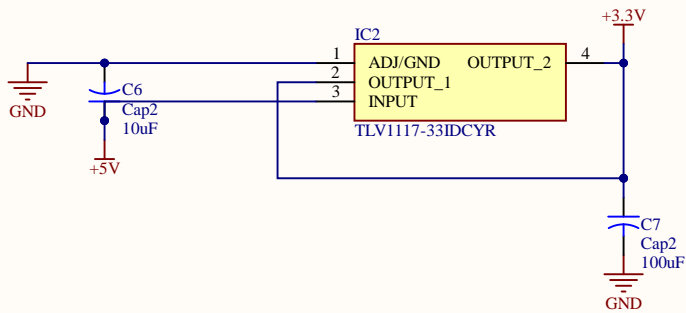 +3.3V
IC2
1 ADJ/GND OUTPUT_2 4
2 OUTPUT_1
3 INPUT
TLV1117-33IDCYR
GND
C6
Cap2
10uF
+5V
C7
Cap2
100uF
GND